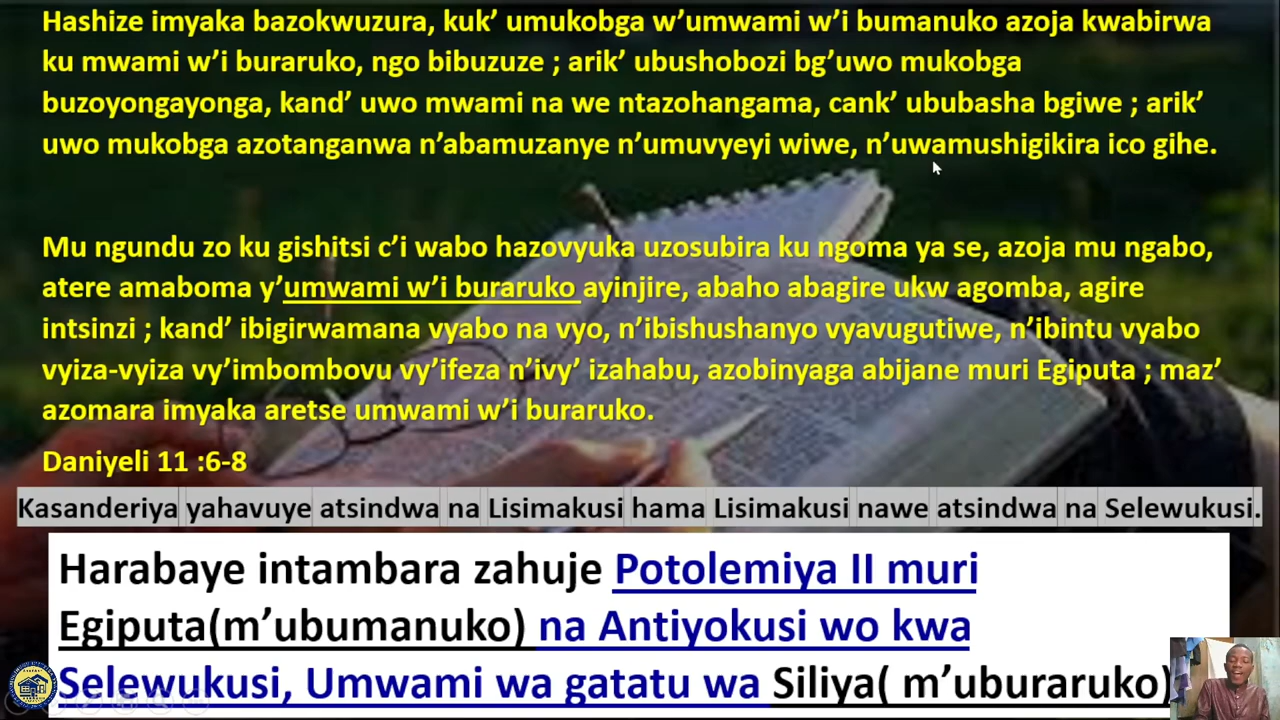 Hashize imyaka bazokwuzura, kuk’ umukobga w’umwami w’i bumanuko azoja kwabirwa
ku mwami w’i buraruko, ngo bibuzuze ; arik’ ubushobozi bg’uwo mukobga
buzoyongayonga, kand’ uwo mwami na we ntazohangama, cank’ ububasha bgiwe ; arik’
uwo mukobga azotanganwa n’abamuzanye n’umuvyeyi wiwe, n’uwamushigikira ico gihe.
Mu ngundu zo ku gishitsi c’i wabo hazovyuka uzosubira ku ngoma ya se, azoja mu ngabo,
atere amaboma y’umwami w’i buraruko ayinjire, abaho abagire ukw agomba, agire
intsinzi ; kand’ ibigirwamana vyabo na vyo, n’ibishushanyo vyavugutiwe, n’ibintu vyabo
vyiza-vyiza vy’imbombovu vy’ifeza n’ivy’ izahabu, azobinyaga abijane muri Egiputa ; maz’
azomara imyaka aretse umwami w’i buraruko.
Daniyeli 11 :6-8
Kasanderiya yahavuye atsindwa na Lisimakusi hama Lisimakusi nawe atsindwa na Selewukusi.
Harabaye intambara zahuje Potolemiya II muri
Egiputa(m’ubumanuko) na Antiyokusi wo kwa
Selewukusi, Umwami wa gatatu wa Siliya( m’uburaruko)